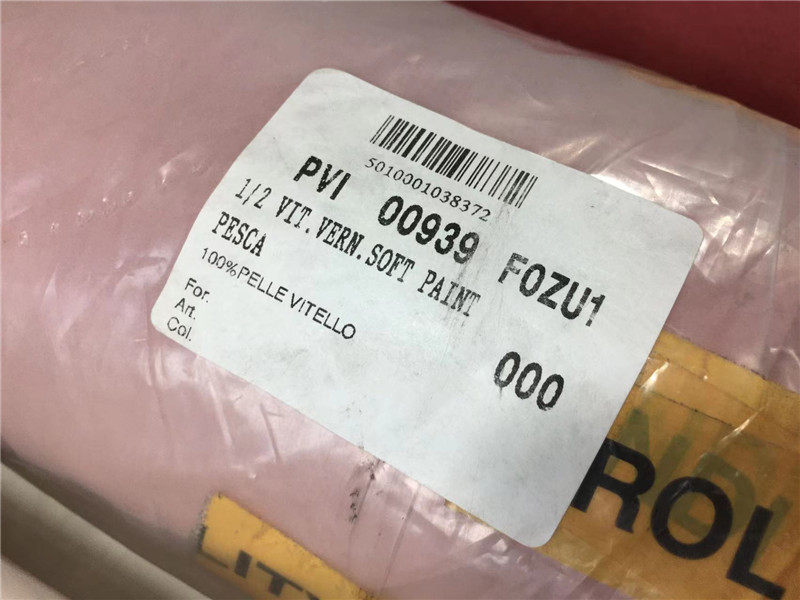 5010001038372
PVI 00939 F0ZU1
1/2 VIT.VERN.SOFT PAINT
PESCA
100%PELLE VITELLO
000
For.
Art.
Col.
ROL
LITY